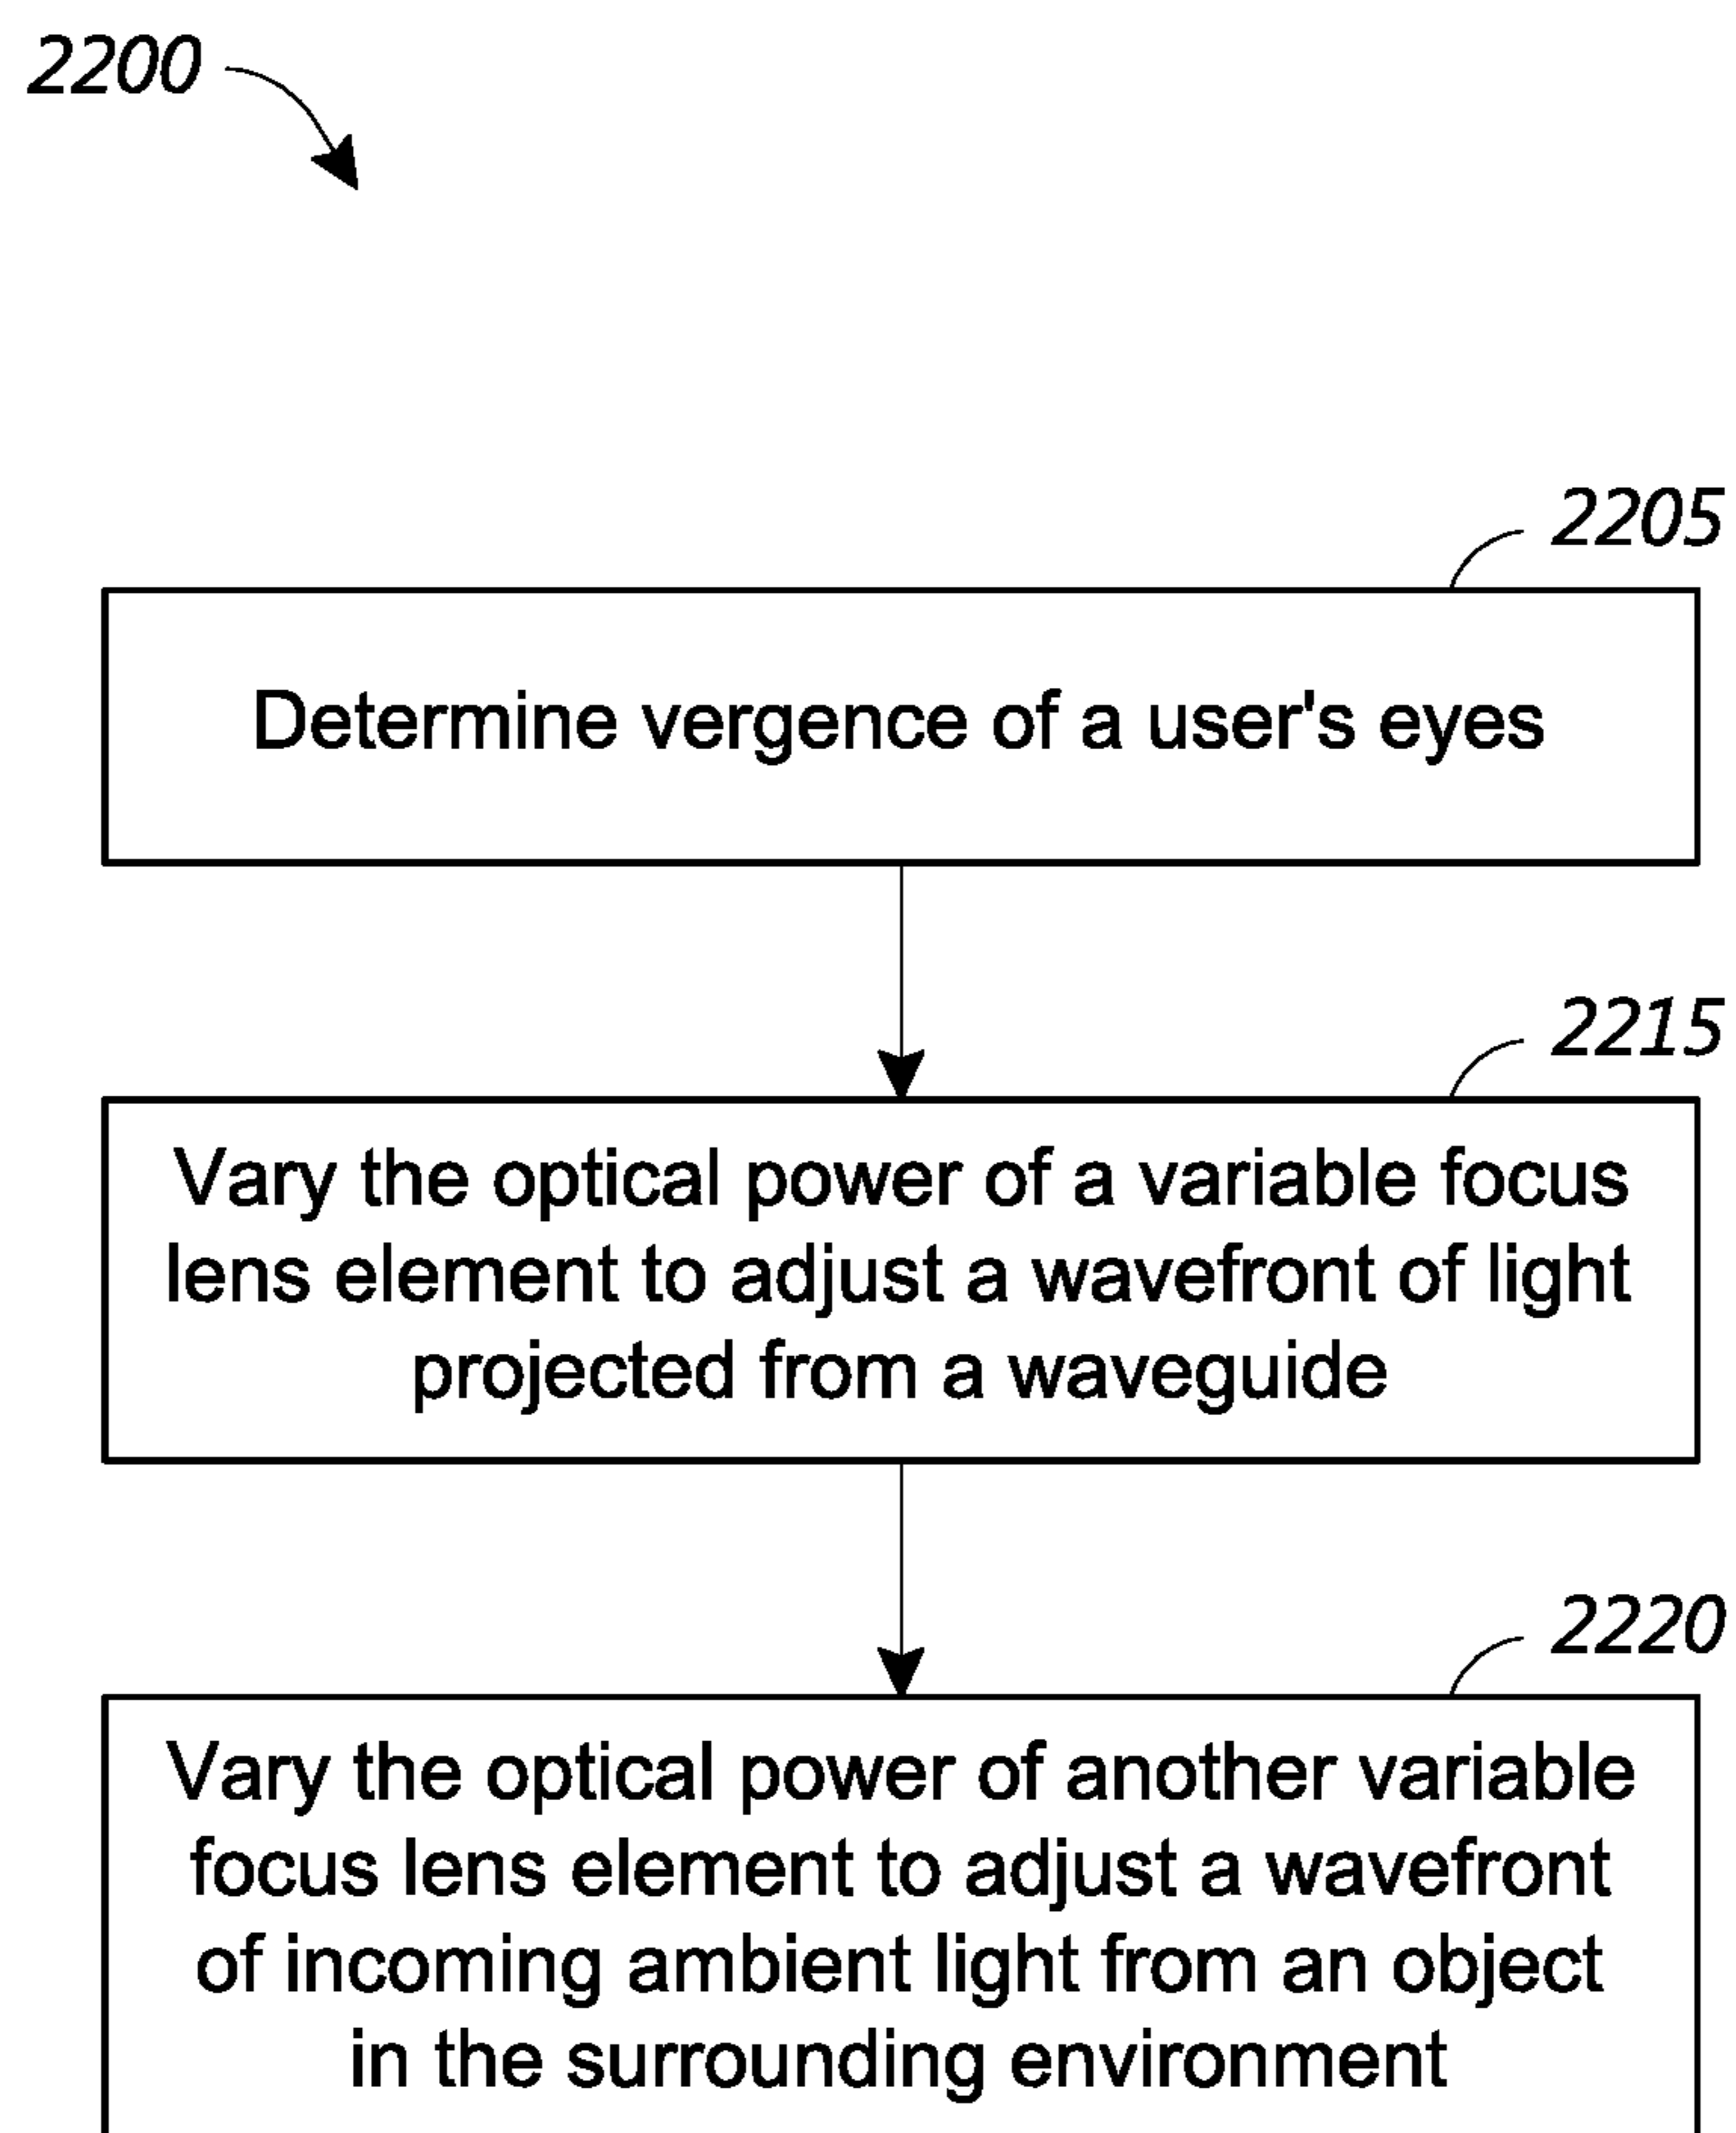 2200
2205
Determine vergence of a user's eyes
2215
Vary the optical power of a variable focus
lens element to adjust a wavefront of light
projected from a waveguide
2220
Vary the optical power of another variable
focus lens element to adjust a wavefront
of incoming ambient light from an object
in the surrounding environment